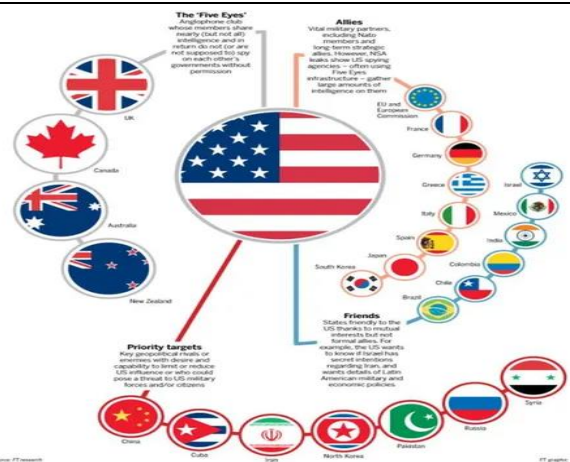 The 'Five Eyes'
Anglophone club
whose members share
nearly (but not all)
intelligence and in
return do not (or are
not supposed to) spy
on each other's
governments without
permission
UK
Canada
Australia
New Zealand
Allies
Vital military partners,
including Nato
members and
long-term strategic
allies. However, NSA
leaks show US spying
agencies – often using
Five Eyes
infrastructure – gather
large amounts of
intelligence on them
EU and
European
Commission
France
Germany
Greece
Italy
Spain
Japan
South Korea
Israel
Mexico
India
Colombia
Chile
Brazil
Friends
States friendly to the
US thanks to mutual
interests but not
formal allies. For
example, the US wants
to know if Israel has
secret intentions
regarding Iran, and
wants details of Latin
American military and
economic policies.
Priority targets
Key geopolitical rivals or
enemies with desire and
capability to limit or reduce
US influence or who could
pose a threat to US military
forces and/or citizens
China
Cuba
Iran
North Korea
Pakistan
Russia
Syria
FT research
FT graphic